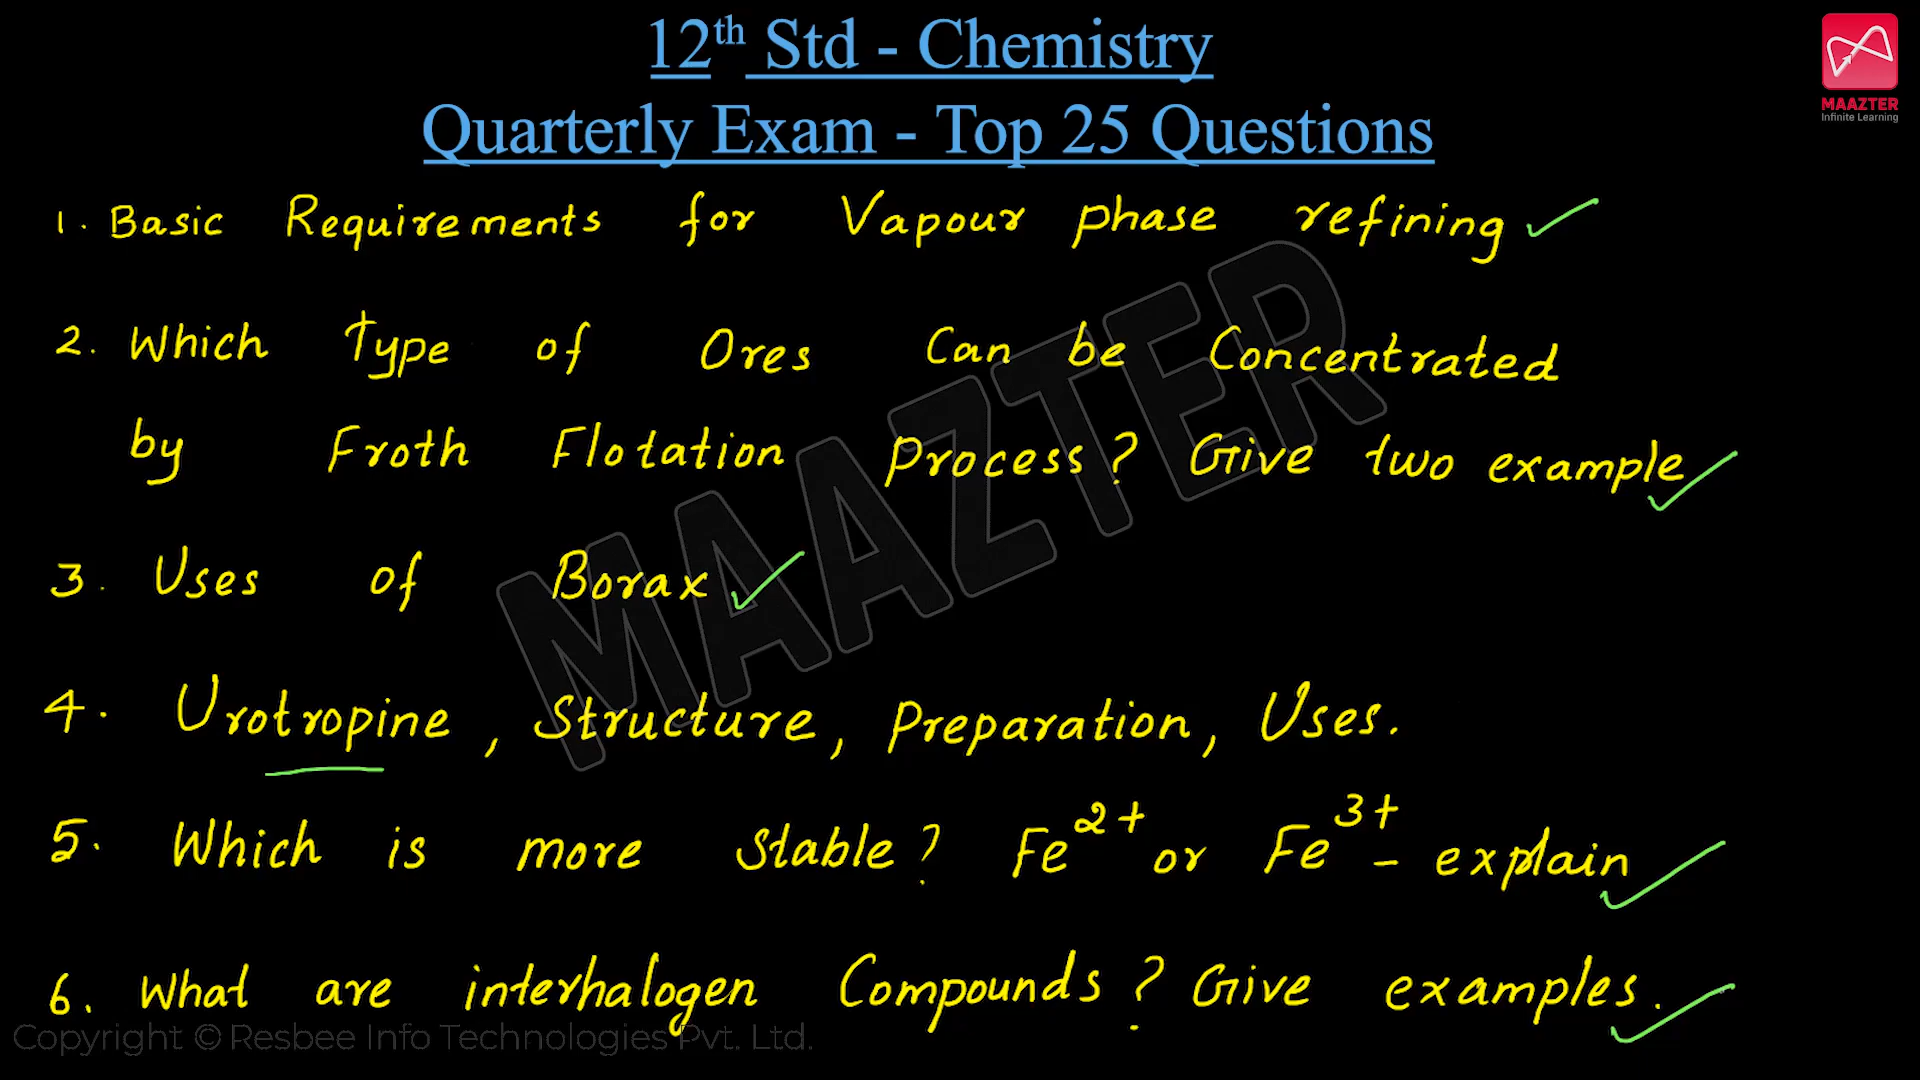 12th Std - Chemistry
Quarterly Exam - Top 25 Questions
MAAZTER
Infinite Learning
1. Basic Requirements for Vapour phase refining
2. Which Type of Ores Can be Concentrated
by Froth Flotation Process? Give two example
3. Uses of Borax
4. Urotropine, Structure, Preparation, Uses.
5. Which is more Stable? Fe2+ or Fe3+ - explain
6. What are interhalogen Compounds? Give examples.
MAAZTER
Copyright © Resbee Info Technologies Pvt. Ltd.